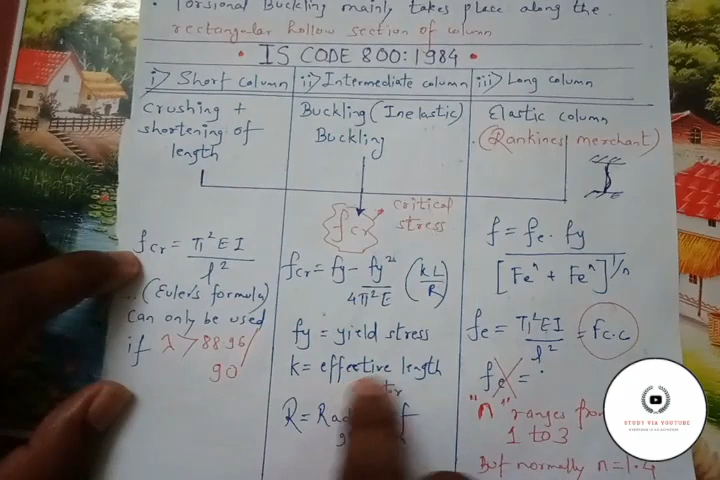 • Torsional Buckling mainly takes place along the
rectangular hollow section of column
• IS CODE 800:1984 •
i) Short column
ii) Intermediate column
iii) Long column
Crushing +
shortening of
length
Buckling (Inelastic)
Buckling
Elastic column
(Rankines merchant)
fcr
critical
stress
fcr = π²EI / l²
(Euler's formula)
Can only be used
if λ > 88.96
90
fcr = fy - fy² / 4π²E (KL/R)
fy = yield stress
k = effective length
R =
f = fe . fy / [Feⁿ + Feⁿ]^1/n
fe = π²EI / l² = Fc.c
fe =
"n" ranges
1 to 3
But normally n = 1.4
STUDY VIA YOUTUBE